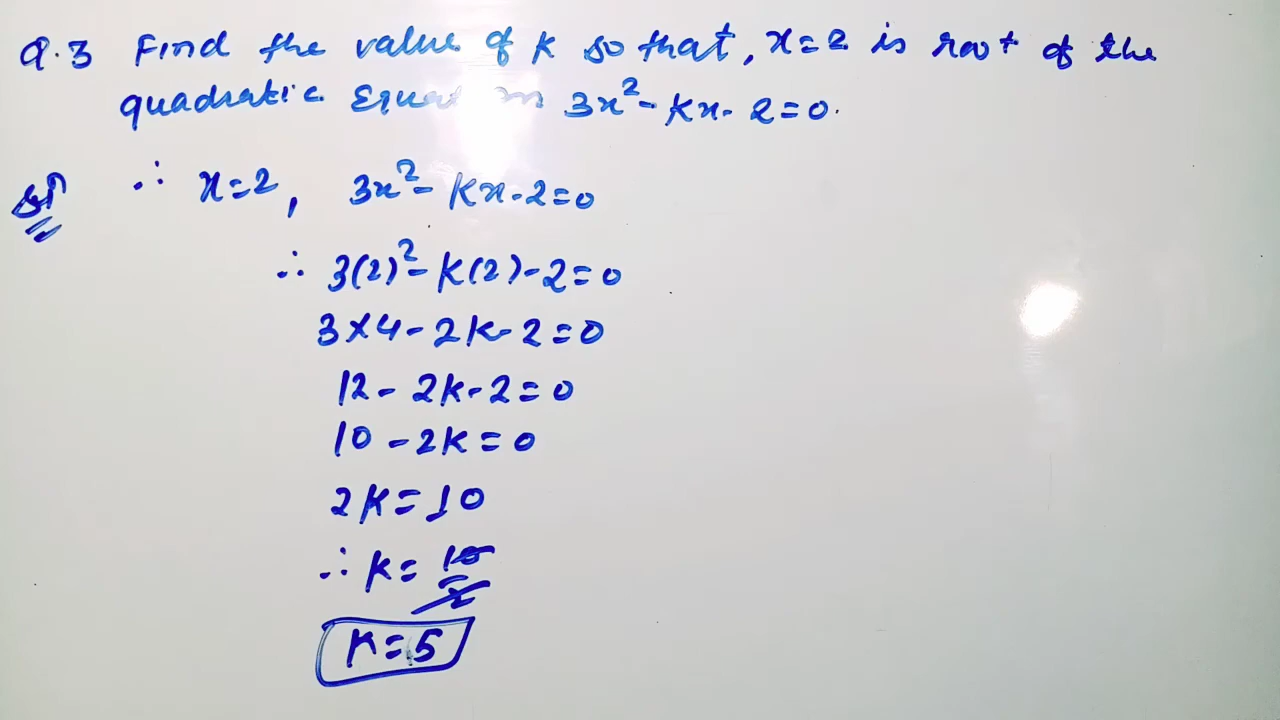 Q.3 Find the value of K so that, x=2 is root of the
quadratic 3x²-Kx-2=0.
Sol
∴ x=2, 3x²-Kx-2=0
∴ 3(2)²-K(2)-2=0
3×4-2K-2=0
12-2K-2=0
10-2K=0
2K=10
∴ K=10/2
K=5